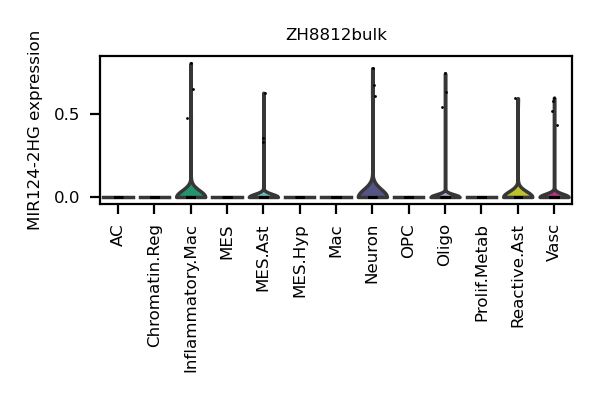 ZH8812bulk
MIR124-2HG expression
0.5
0.0
AC
Chromatin.Reg
Inflammatory.Mac
MES
MES.Ast
MES.Hyp
Mac
Neuron
OPC
Oligo
Prolif.Metab
Reactive.Ast
Vasc